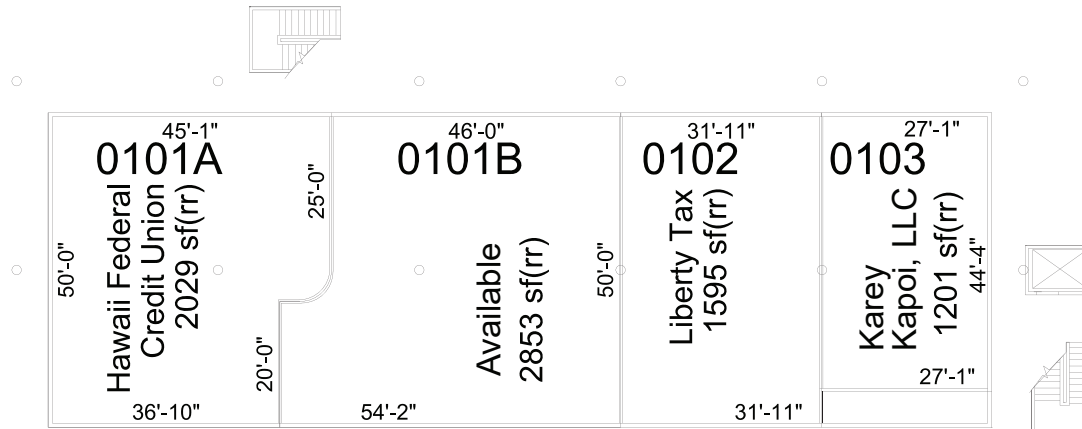 45'-1"
0101A
Hawaii Federal
Credit Union
2029 sf(rr)
50'-0"
25'-0"
20'-0"
36'-10"
46'-0"
0101B
Available
2853 sf(rr)
50'-0"
54'-2"
31'-11"
0102
Liberty Tax
1595 sf(rr)
31'-11"
27'-1"
0103
Karey
Kapoi, LLC
1201 sf(rr)
44'-4"
27'-1"